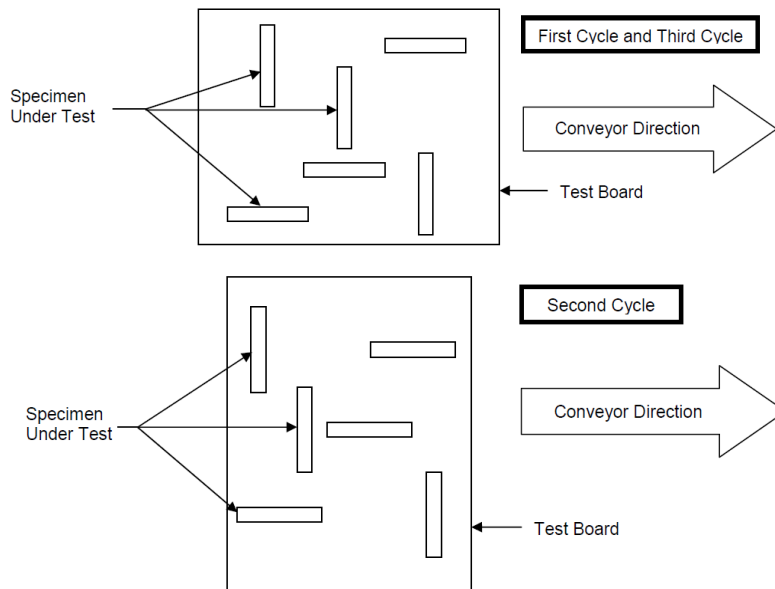 First Cycle and Third Cycle
Specimen
Under Test
Conveyor Direction
Test Board
Second Cycle
Specimen
Under Test
Conveyor Direction
Test Board